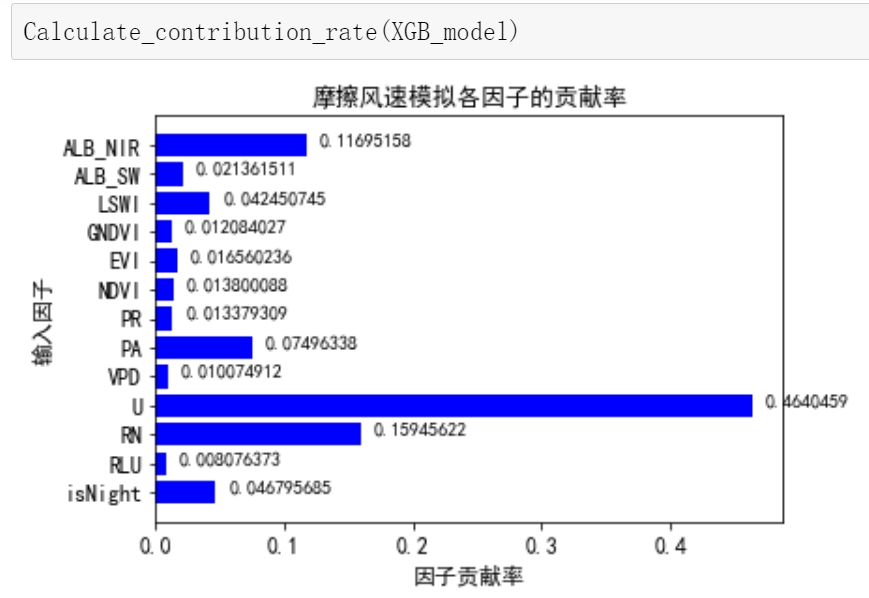 Calculate_contribution_rate(XGB_model)
摩擦风速模拟各因子的贡献率
ALB_NIR 0.11695158
ALB_SW 0.021361511
LSWI 0.042450745
GNDVI 0.012084027
EVI 0.016560236
NDVI 0.013800088
PR 0.013379309
PA 0.07496338
VPD 0.010074912
U 0.4640459
RN 0.15945622
RLU 0.008076373
isNight 0.046795685
输入因子
0.0 0.1 0.2 0.3 0.4
因子贡献率